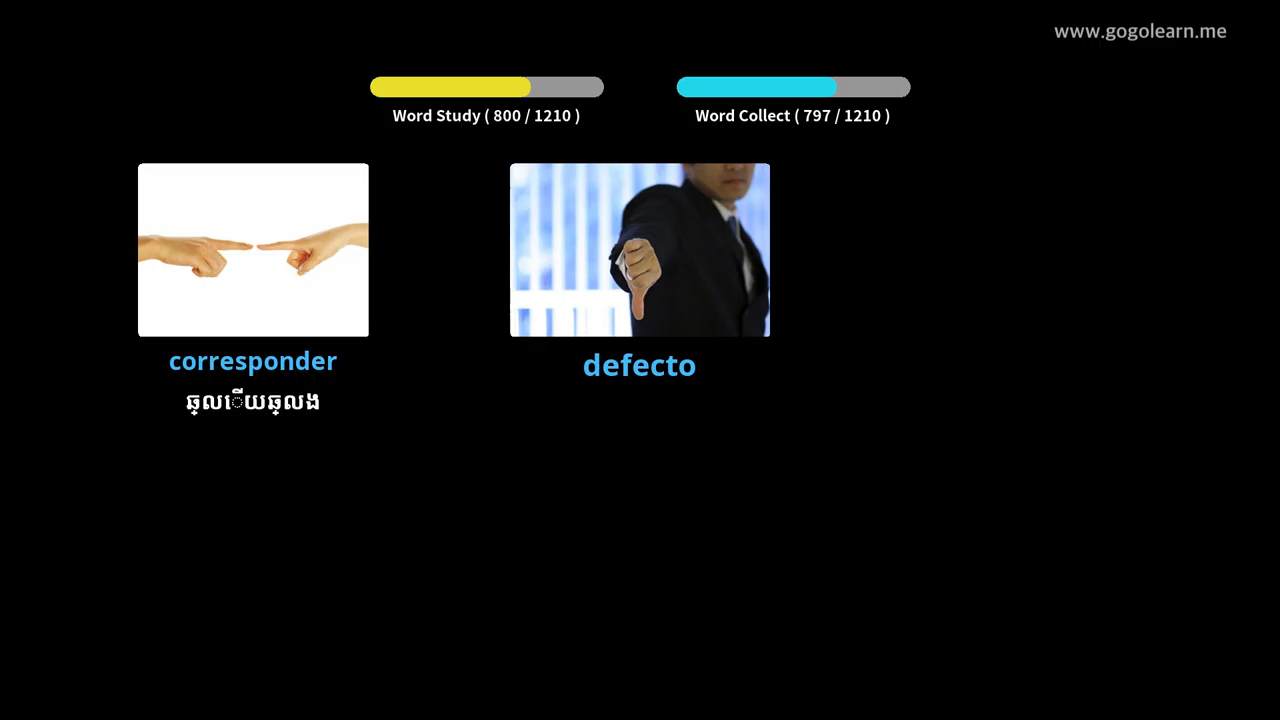 www.gogolearn.me
Word Study ( 800 / 1210 )
Word Collect ( 797 / 1210 )
corresponder
defecto
ឆ្លើយឆ្លង